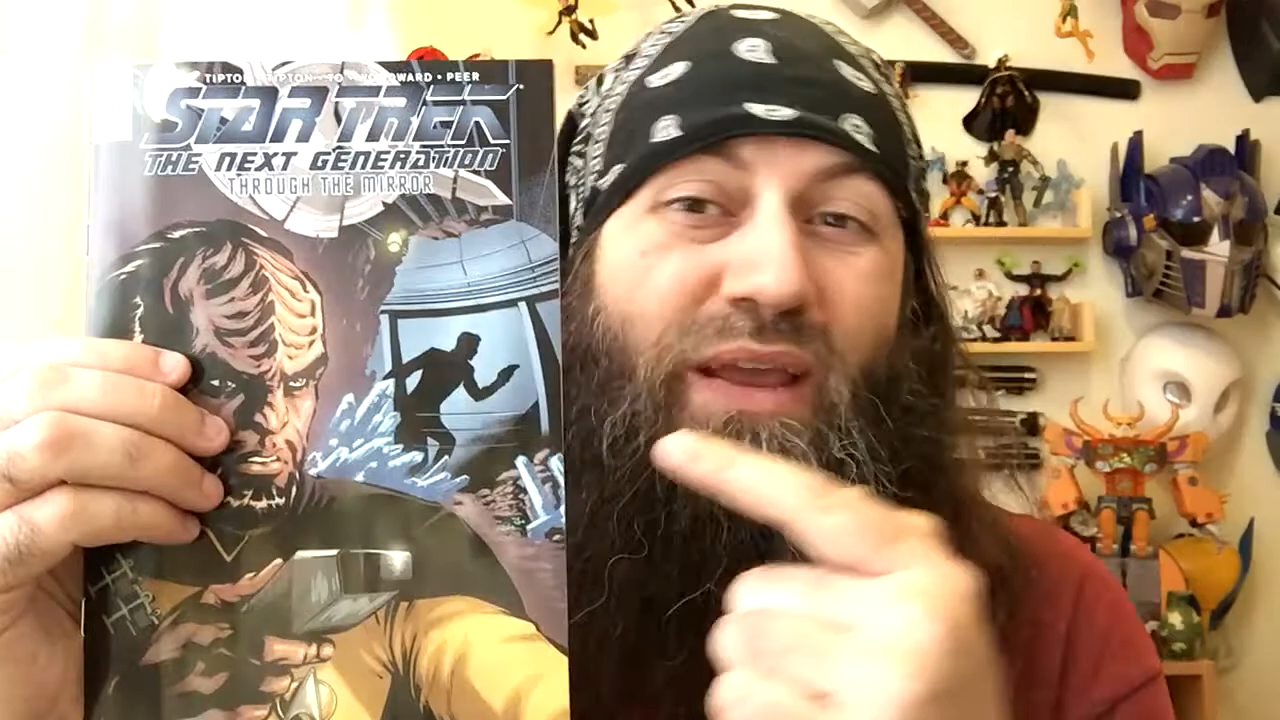 TIPTON TIPTON TO WOODWARD • PEER
STAR TREK
THE NEXT GENERATION
THROUGH THE MIRROR